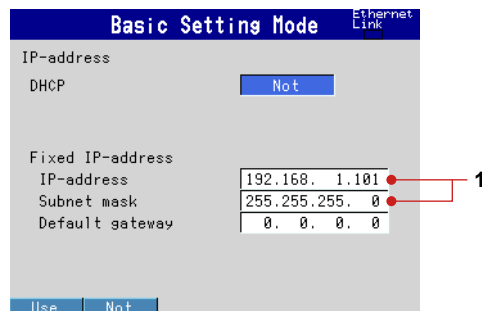 Basic Setting Mode
Ethernet
Link
IP-address
DHCP Not
Fixed IP-address
IP-address 192.168. 1.101
1
Subnet mask 255.255.255. 0
Default gateway 0. 0. 0. 0
Use Not